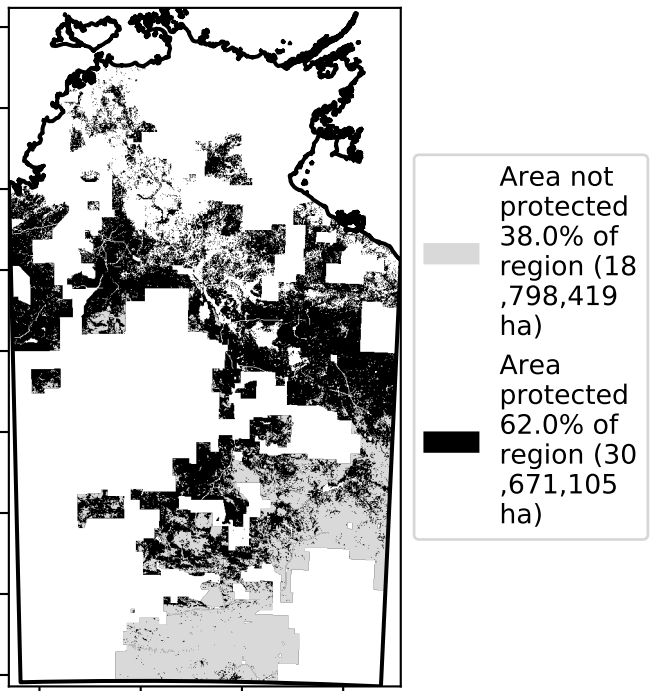 Area not
protected
38.0% of
region (18
,798,419
ha)
Area
protected
62.0% of
region (30
,671,105
ha)